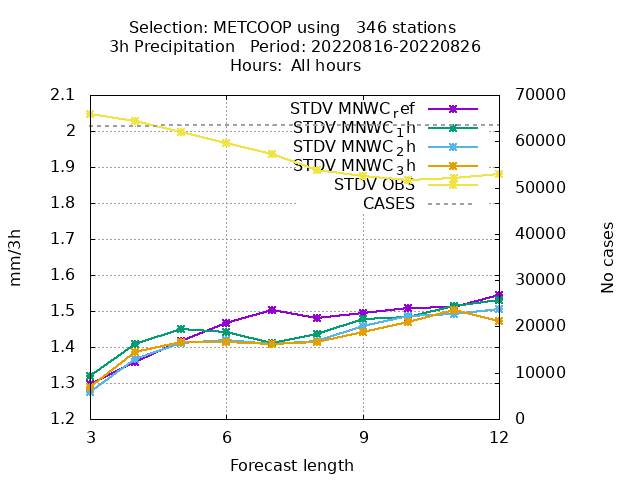 Selection: METCOOP using   346 stations
3h Precipitation   Period: 20220816-20220826
Hours:  All hours
2.1
2
1.9
1.8
1.7
1.6
1.5
1.4
1.3
1.2
mm/3h
STDV MNWC_ref
STDV MNWC_1h
STDV MNWC_2h
STDV MNWC_3h
STDV OBS
CASES
70000
60000
50000
40000
30000
20000
10000
0
No cases
3
6
9
12
Forecast length